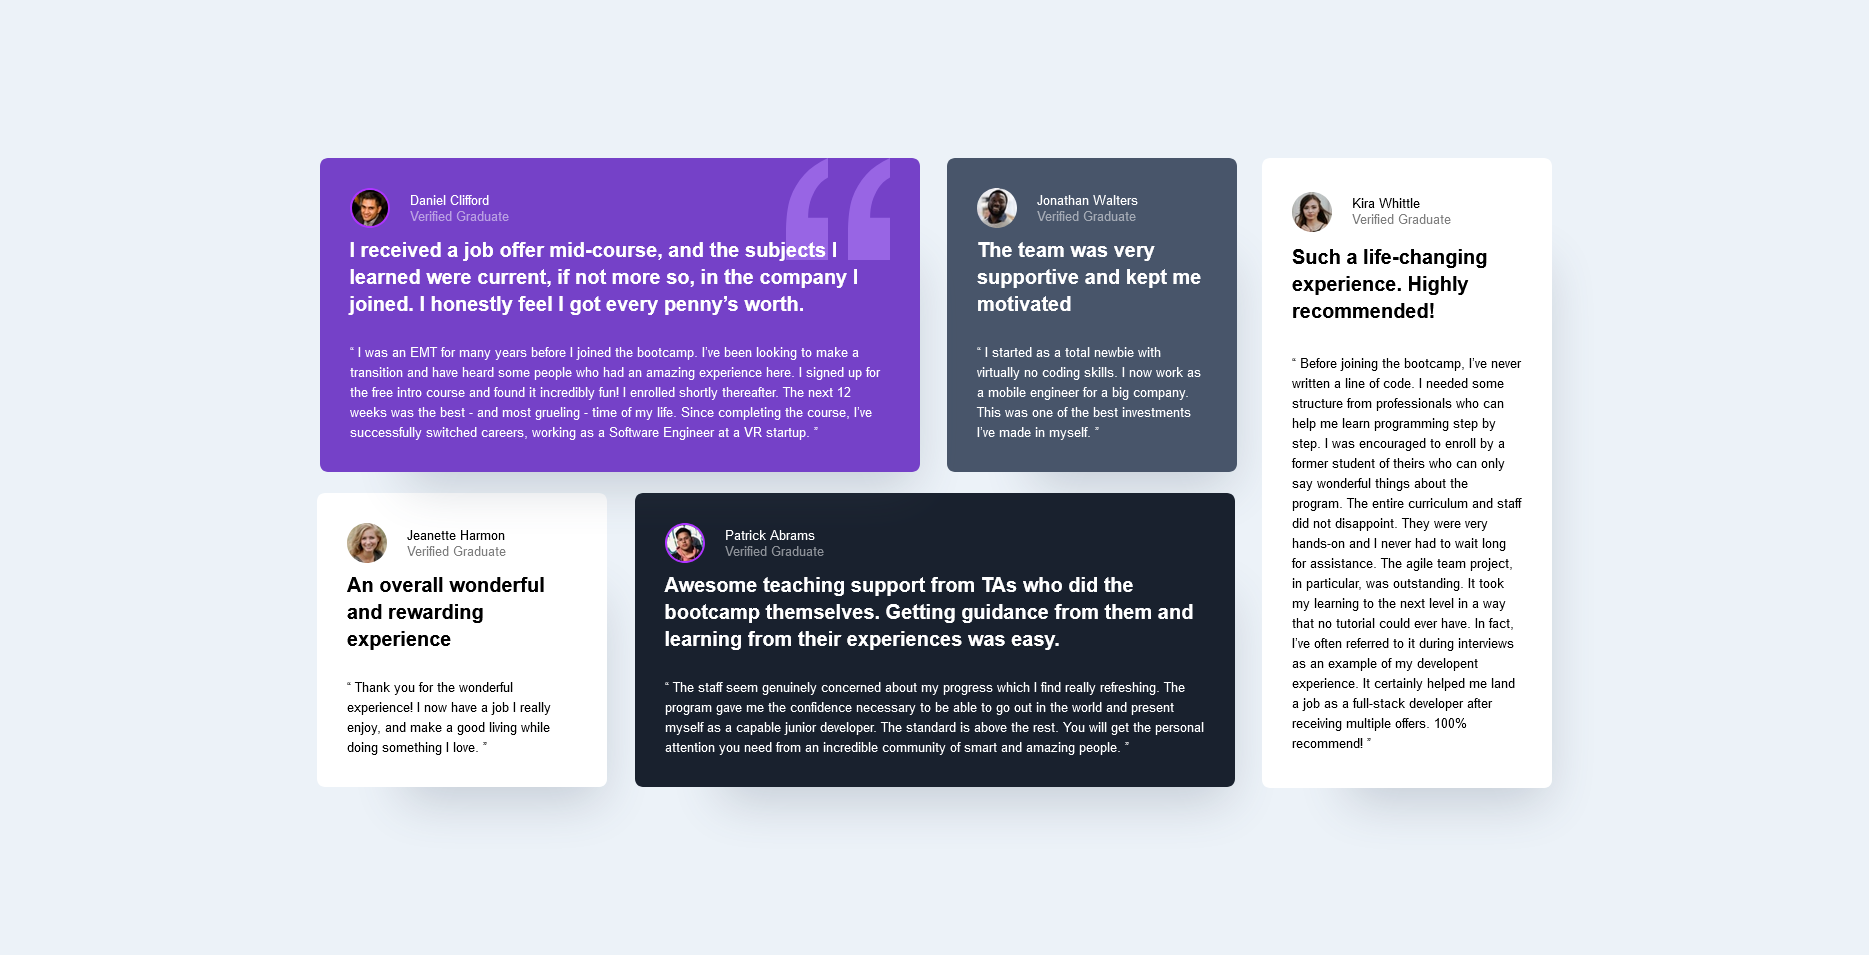 Daniel Clifford
Verified Graduate
I received a job offer mid-course, and the subjects I
learned were current, if not more so, in the company I
joined. I honestly feel I got every penny’s worth.
“ I was an EMT for many years before I joined the bootcamp. I’ve been looking to make a
transition and have heard some people who had an amazing experience here. I signed up for
the free intro course and found it incredibly fun! I enrolled shortly thereafter. The next 12
weeks was the best - and most grueling - time of my life. Since completing the course, I’ve
successfully switched careers, working as a Software Engineer at a VR startup. ”
Jonathan Walters
Verified Graduate
The team was very
supportive and kept me
motivated
“ I started as a total newbie with
virtually no coding skills. I now work as
a mobile engineer for a big company.
This was one of the best investments
I’ve made in myself. ”
Kira Whittle
Verified Graduate
Such a life-changing
experience. Highly
recommended!
“ Before joining the bootcamp, I’ve never
written a line of code. I needed some
structure from professionals who can
help me learn programming step by
step. I was encouraged to enroll by a
former student of theirs who can only
say wonderful things about the
program. The entire curriculum and staff
did not disappoint. They were very
hands-on and I never had to wait long
for assistance. The agile team project,
in particular, was outstanding. It took
my learning to the next level in a way
that no tutorial could ever have. In fact,
I’ve often referred to it during interviews
as an example of my developent
experience. It certainly helped me land
a job as a full-stack developer after
receiving multiple offers. 100%
recommend! ”
Jeanette Harmon
Verified Graduate
An overall wonderful
and rewarding
experience
“ Thank you for the wonderful
experience! I now have a job I really
enjoy, and make a good living while
doing something I love. ”
Patrick Abrams
Verified Graduate
Awesome teaching support from TAs who did the
bootcamp themselves. Getting guidance from them and
learning from their experiences was easy.
“ The staff seem genuinely concerned about my progress which I find really refreshing. The
program gave me the confidence necessary to be able to go out in the world and present
myself as a capable junior developer. The standard is above the rest. You will get the personal
attention you need from an incredible community of smart and amazing people. ”